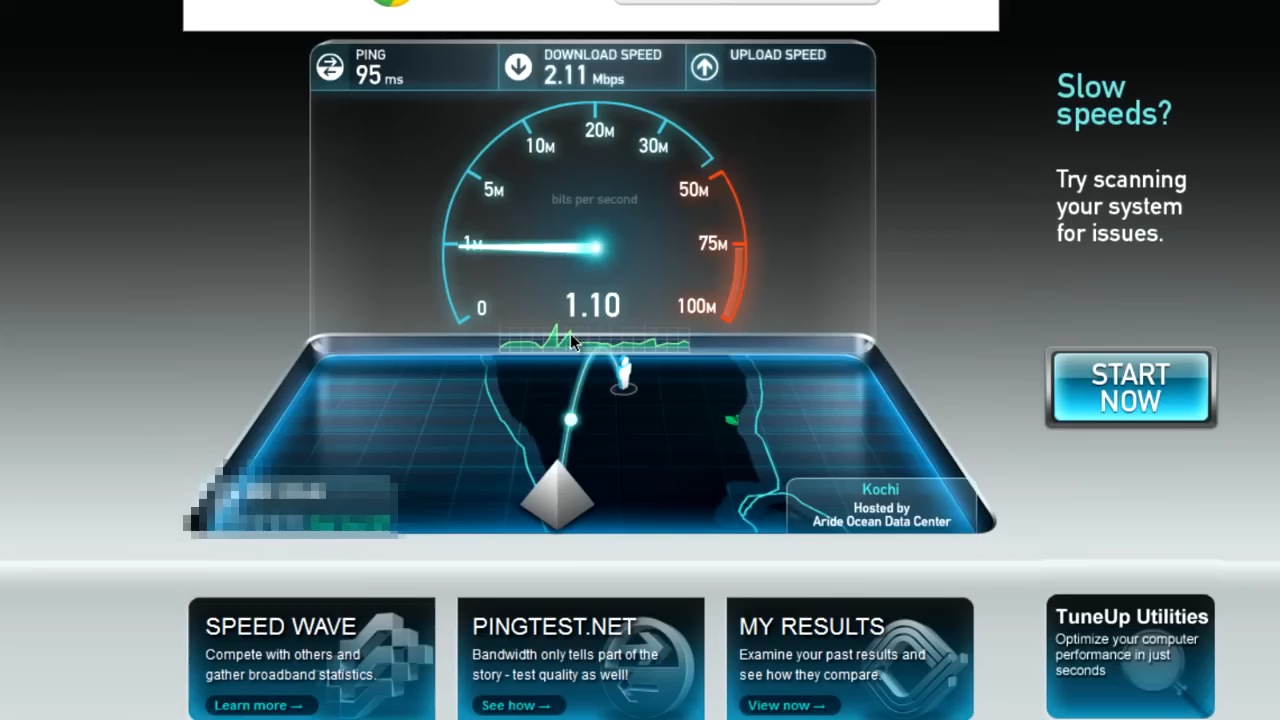 PING
95 ms
DOWNLOAD SPEED
2.11 Mbps
UPLOAD SPEED
Slow
speeds?
Try scanning
your system
for issues.
20M
10M
30M
5M
50M
bits per second
1M
75M
0
1.10
100M
START
NOW
Kochi
Hosted by
Aride Ocean Data Center
SPEED WAVE
Compete with others and
gather broadband statistics.
Learn more →
PINGTEST.NET
Bandwidth only tells part of the
story - test quality as well!
See how →
MY RESULTS
Examine your past results and
see how they compare.
View now →
TuneUp Utilities
Optimize your computer
performance in just
seconds